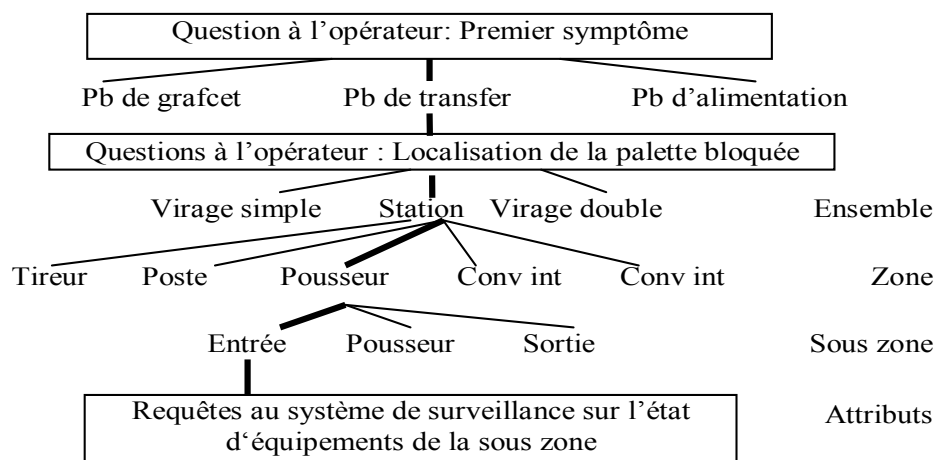 Question à l’opérateur: Premier symptôme
Pb de grafcet Pb de transfer Pb d’alimentation
Questions à l’opérateur : Localisation de la palette bloquée
Virage simple Station Virage double Ensemble
Tireur Poste Pousseur Conv int Conv int Zone
Entrée Pousseur Sortie Sous zone
Requêtes au système de surveillance sur l’état
d‘équipements de la sous zone
Attributs